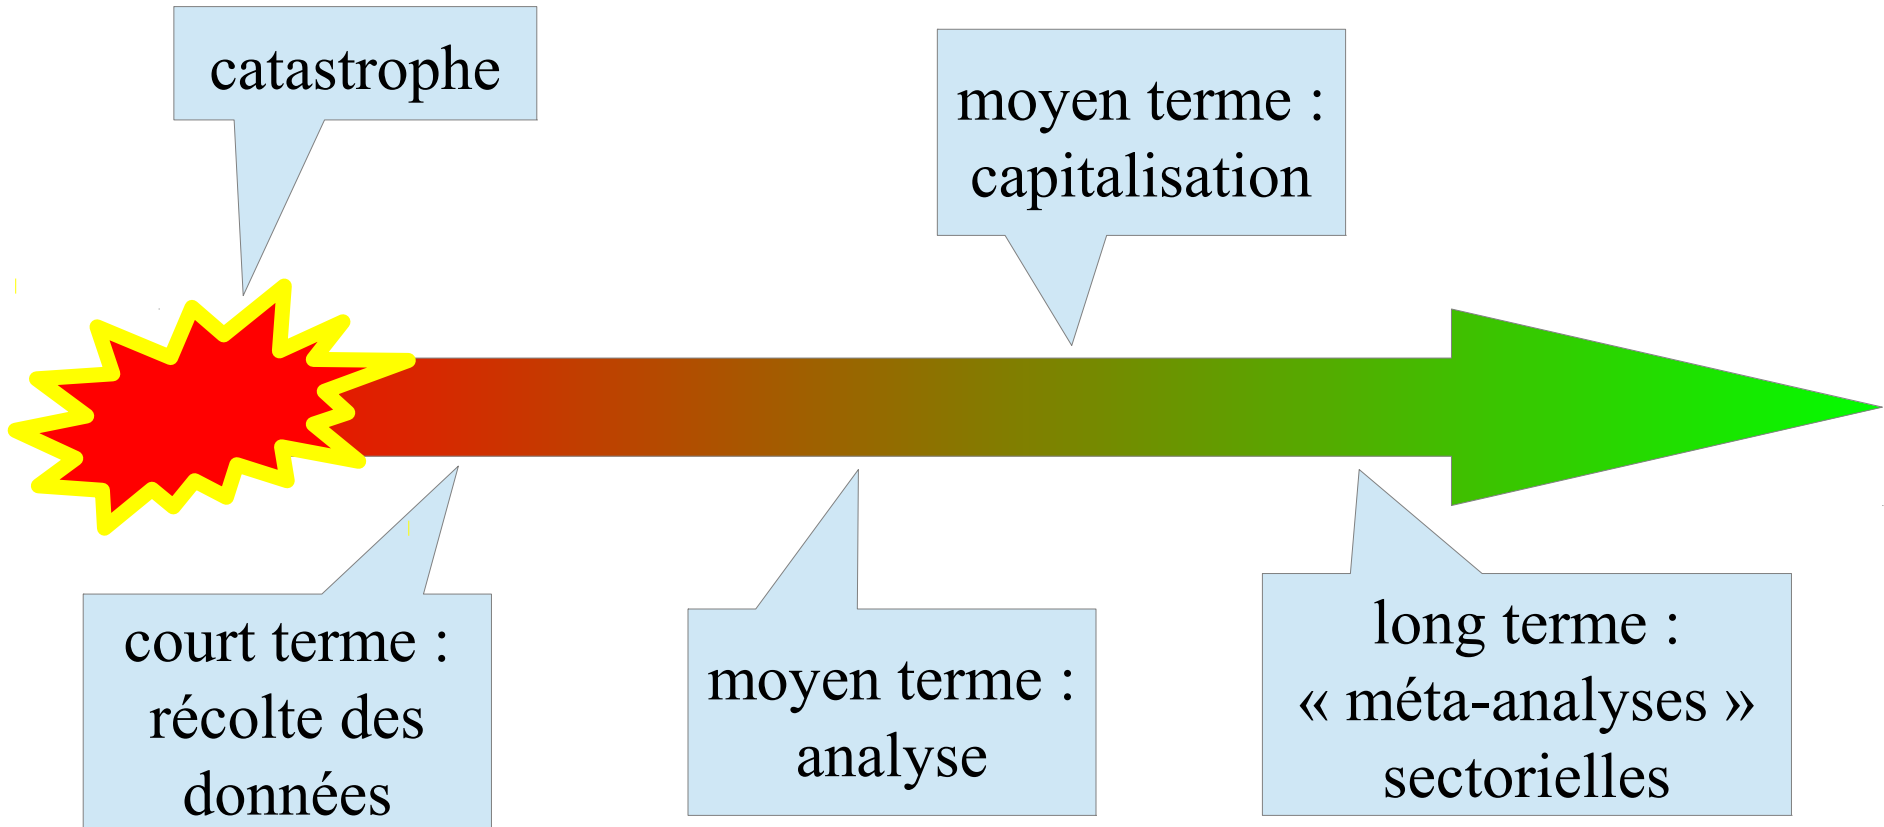 catastrophe
moyen terme :
capitalisation
court terme :
récolte des
données
moyen terme :
analyse
long terme :
« méta-analyses »
sectorielles